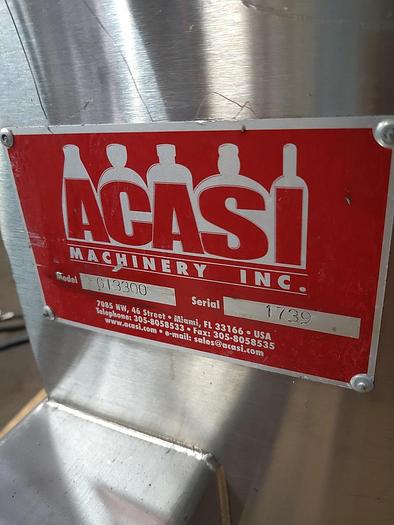 ACASI
MACHINERY INC.
Model G13300 Serial 1739
7085 NW, 46 Street • Miami, FL 33166 • USA
Telephone: 305-8058533 • Fax: 305-8058535
www.acasi.com • e-mail: sales@acasi.com